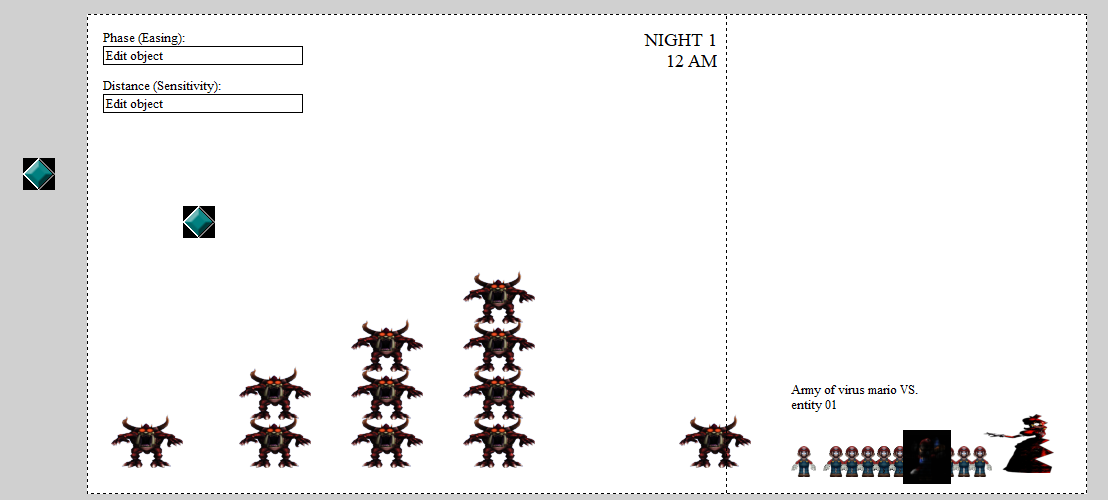 Phase (Easing):
Edit object
Distance (Sensitivity):
Edit object
NIGHT 1
12 AM
Army of virus mario VS.
entity 01